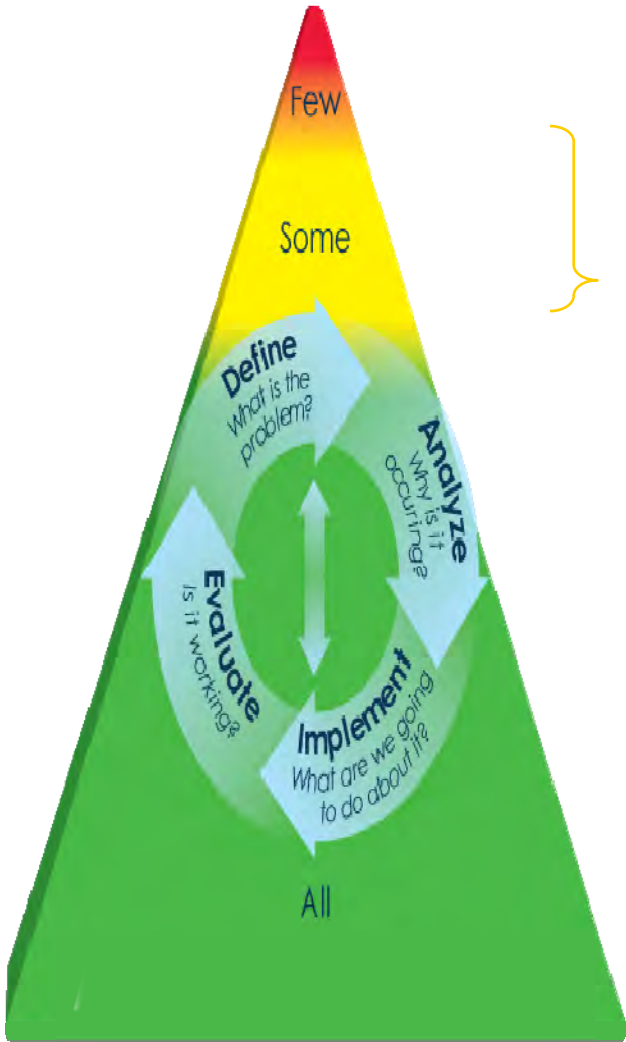 Few
Some
Define
What is the
problem?
Analyze
Why is it
occuring?
Implement
What are we going
to do about it?
Evaluate
Is it working?
All